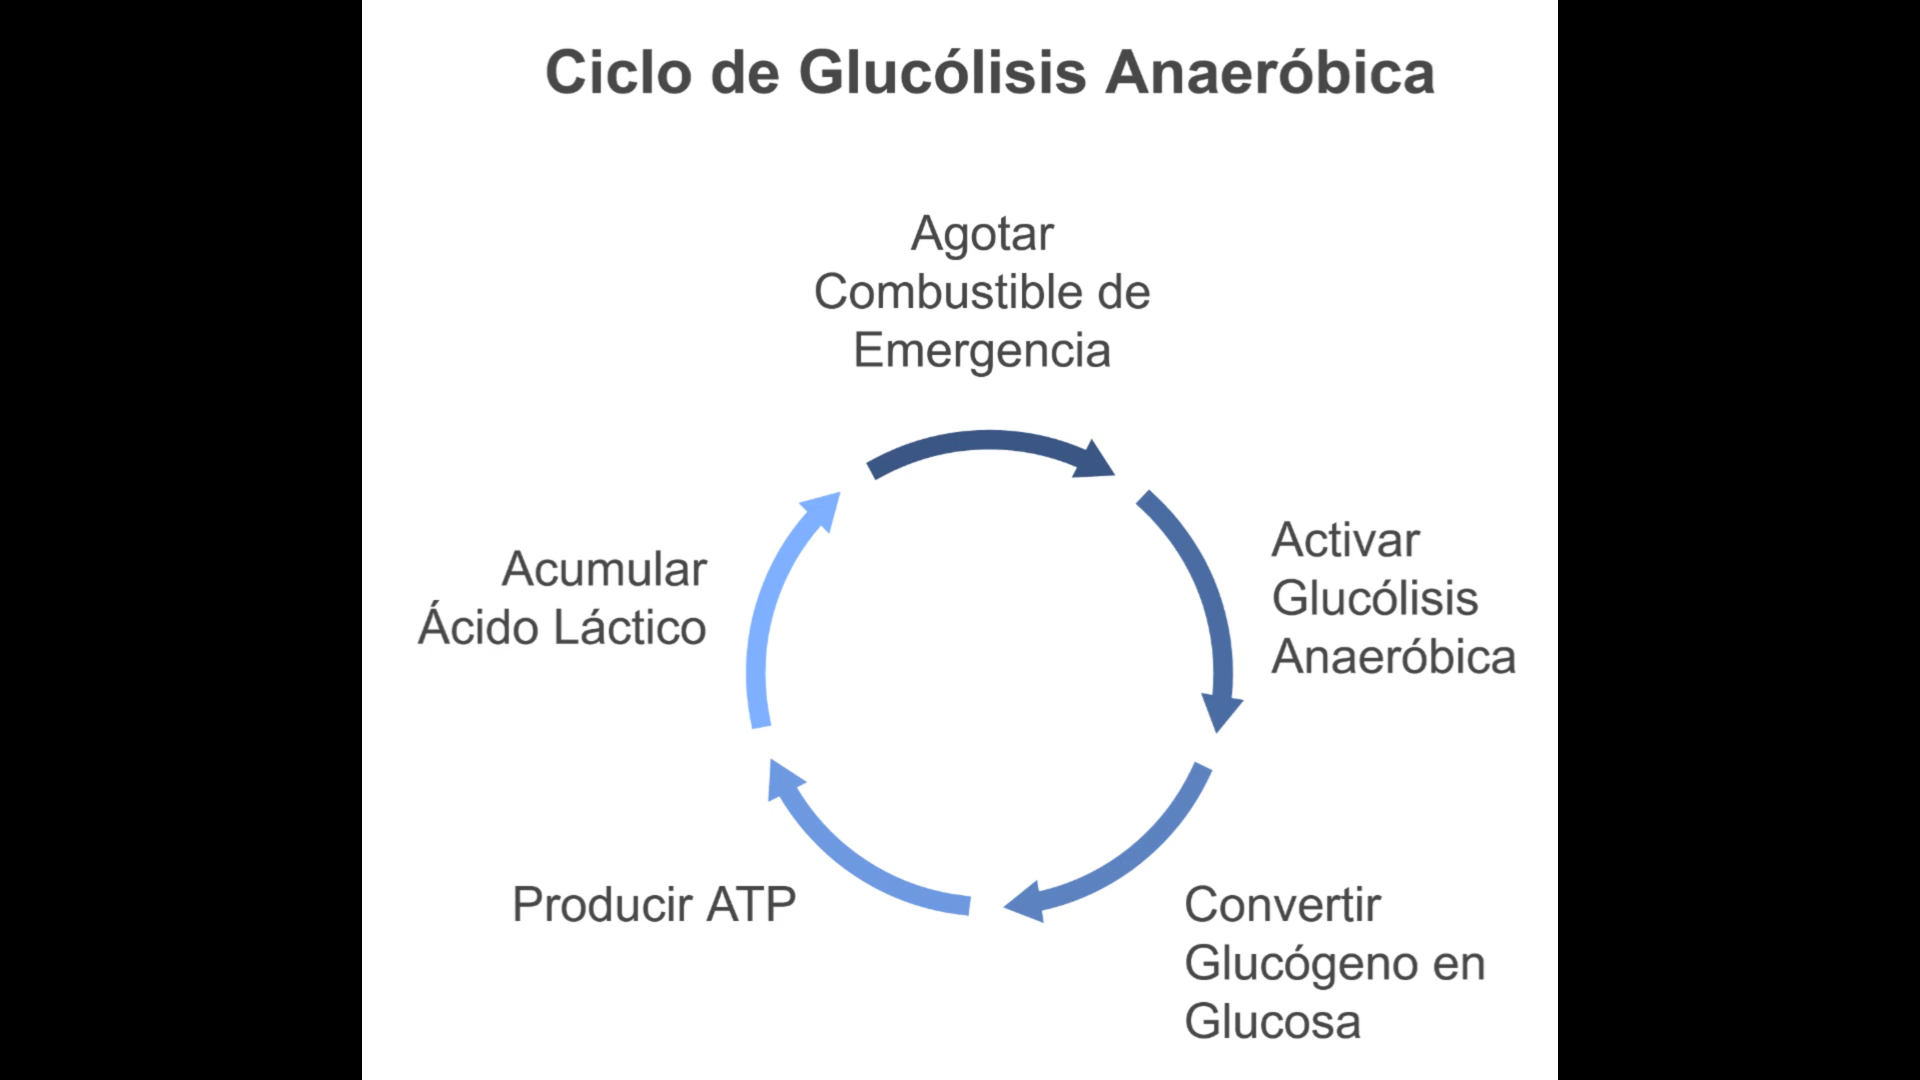 Ciclo de Glucólisis Anaeróbica
Agotar
Combustible de
Emergencia
Activar
Glucólisis
Anaeróbica
Convertir
Glucógeno en
Glucosa
Producir ATP
Acumular
Ácido Láctico